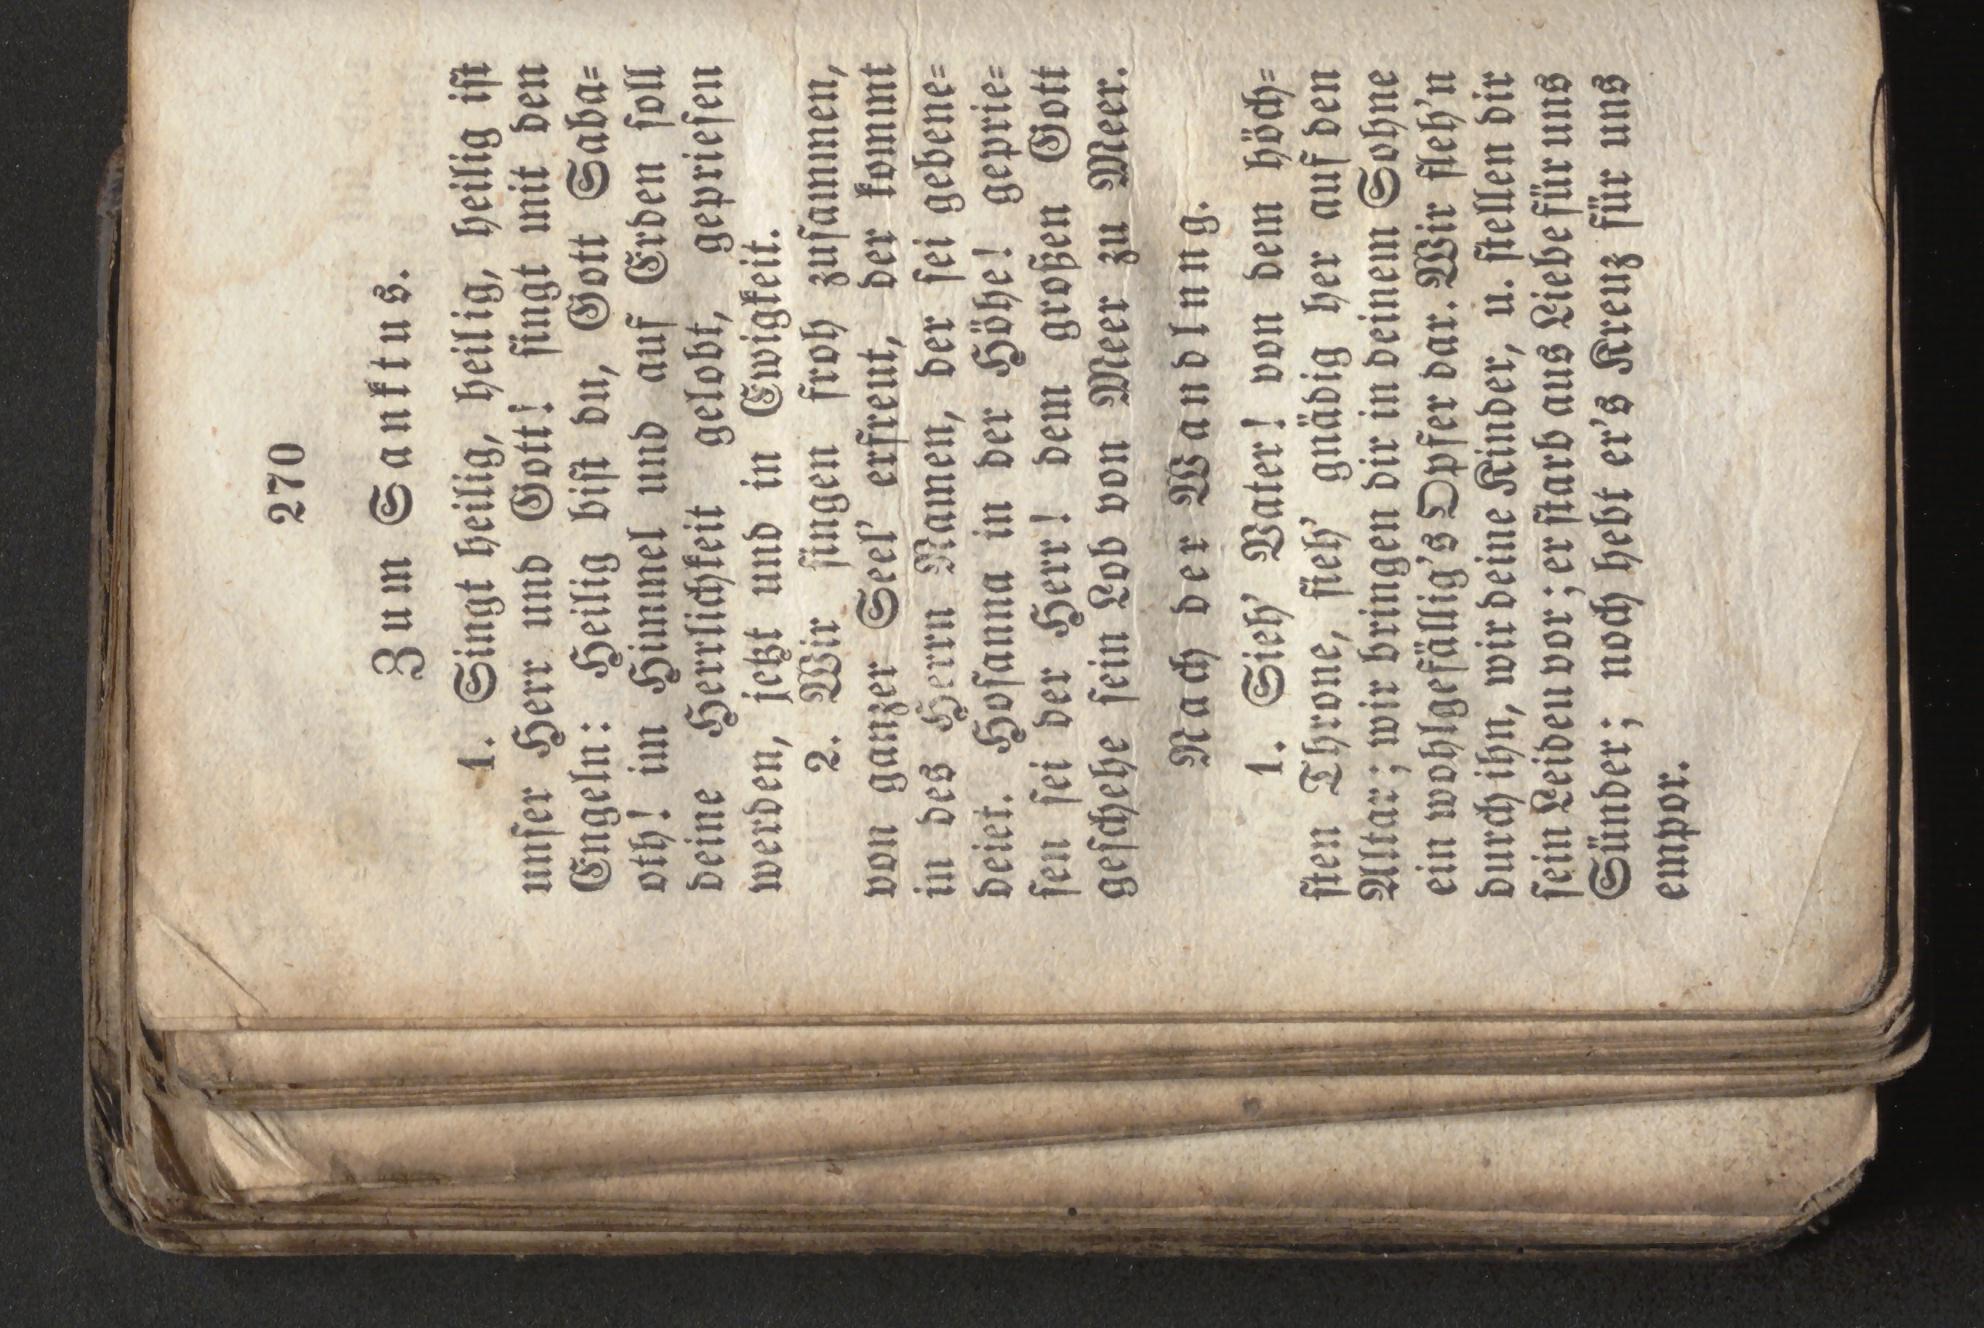 270
Zum Sanktus.
1. Singt heilig, heilig, heilig ist
unser Herr und Gott! singt mit den
Engeln: Heilig bist du, Gott Saba=
oth! im Himmel und auf Erden soll
deine Herrlichkeit gelobt, gepriesen
werden, jetzt und in Ewigkeit.
2. Wir singen froh zusammen,
von ganzer Seel' erfreut, der kommt
in des Herrn Namen, der sei gebene=
deiet. Hosanna in der Höhe! geprie=
sen sei der Herr! dem großen Gott
geschehe sein Lob von Meer zu Meer.
Nach der Wandlnng.
1. Sieh' Vater! von dem höch=
sten Throne, sieh' gnädig her auf den
Altar; wir bringen dir in deinem Sohne
ein wohlgefällig's Opfer dar. Wir fleh'n
durch ihn, wir deine Kinder, u. stellen dir
sein Leiden vor; er starb aus Liebe für uns
Sünder; noch hebt er's Kreuz für uns
empor.